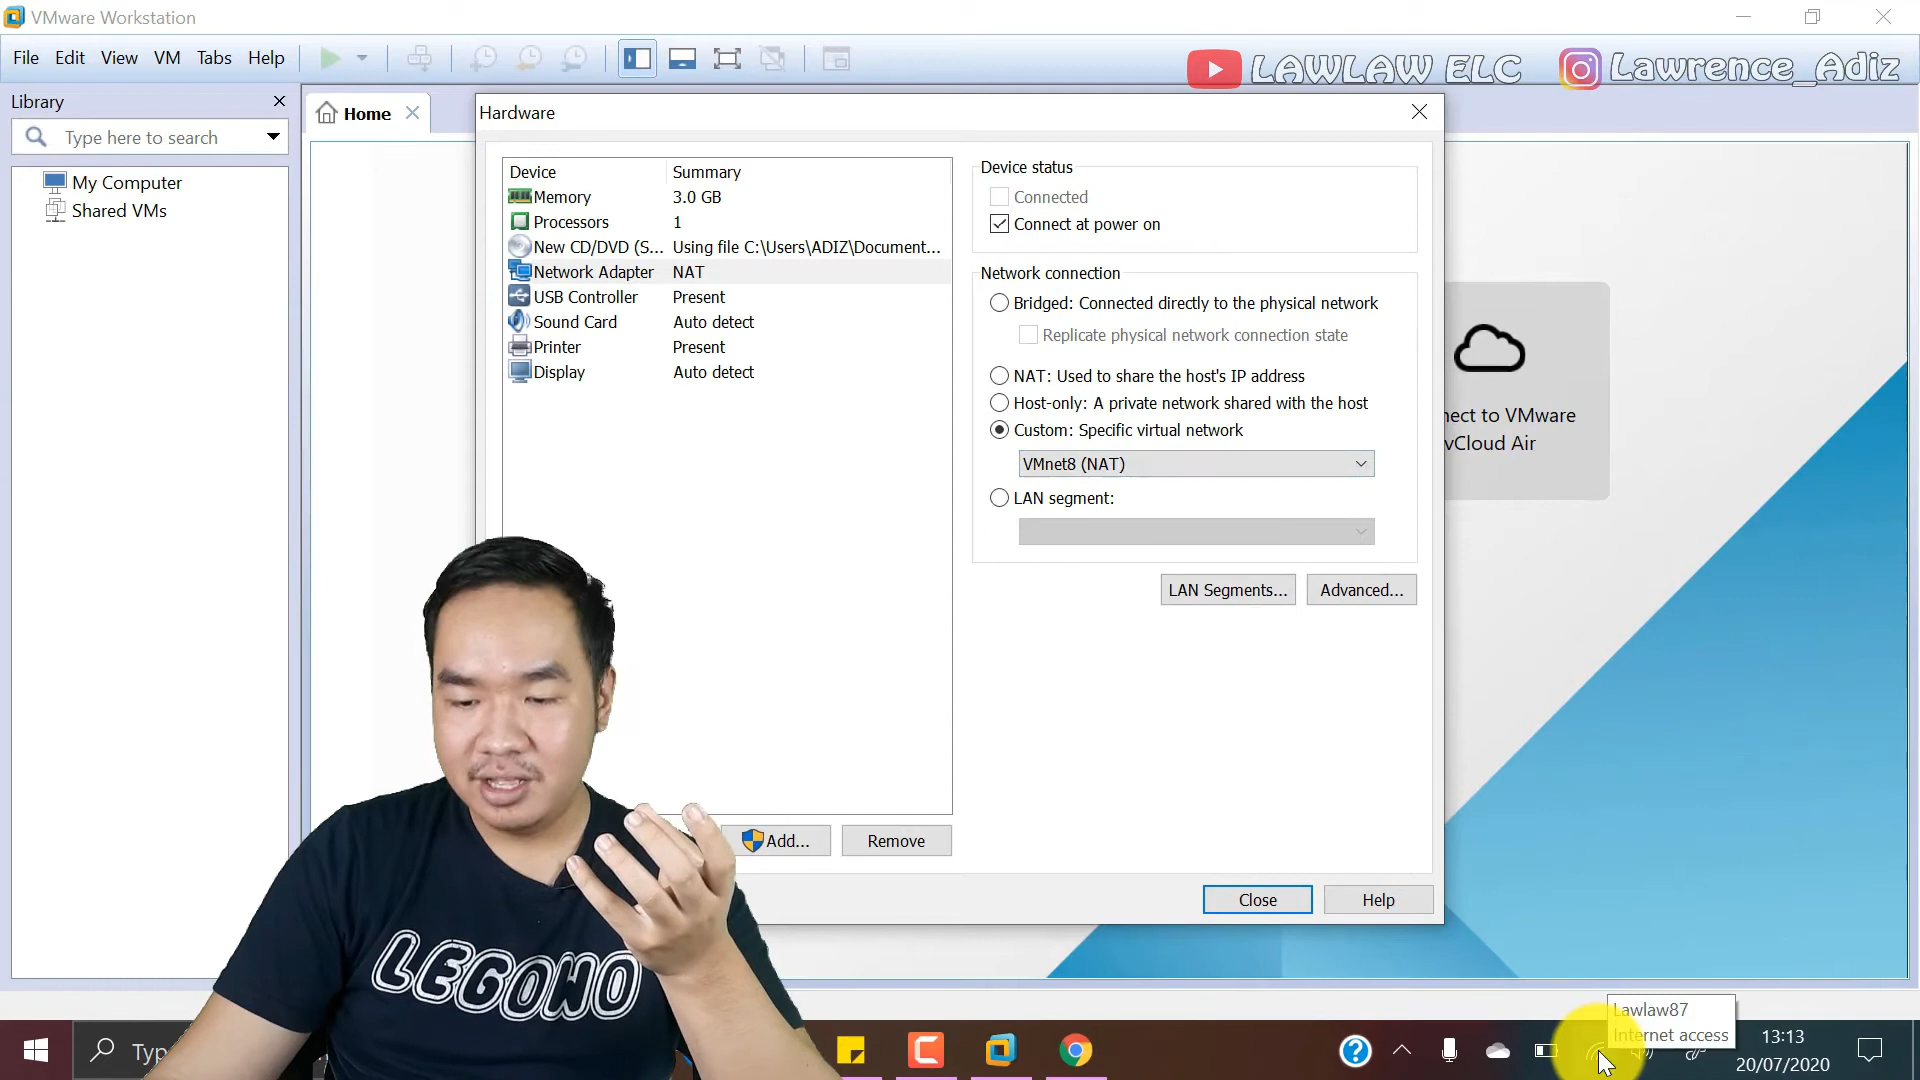 VMware Workstation
File Edit View VM Tabs Help
LAWLAW ELC Lawrence_Adiz
Library
Home
Type here to search
My Computer
Shared VMs
Hardware
Device Summary
Memory 3.0 GB
Processors 1
New CD/DVD (S... Using file C:\Users\ADIZ\Document...
Network Adapter NAT
USB Controller Present
Sound Card Auto detect
Printer Present
Display Auto detect
Add... Remove
Device status
Connected
Connect at power on
Network connection
Bridged: Connected directly to the physical network
Replicate physical network connection state
NAT: Used to share the host's IP address
Host-only: A private network shared with the host
Custom: Specific virtual network
VMnet8 (NAT)
LAN segment:
LAN Segments... Advanced...
Close Help
nect to VMware
vCloud Air
LEGOWO
Lawlaw87
Internet access
Typ
13:13
20/07/2020